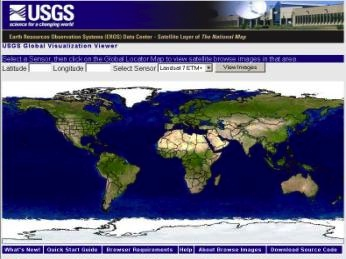 USGS
science for a changing world
Earth Resources Observation Systems (EROS) Data Center - Satellite Layer of The National Map
USGS Global Visualization Viewer
Select a Sensor, then click on the Global Locator Map to view satellite browse images in that area.
Latitude Longitude Select Sensor Landsat 7 ETM+ View Images
What's New! Quick Start Guide Browser Requirements Help About Browse Images Download Source Code